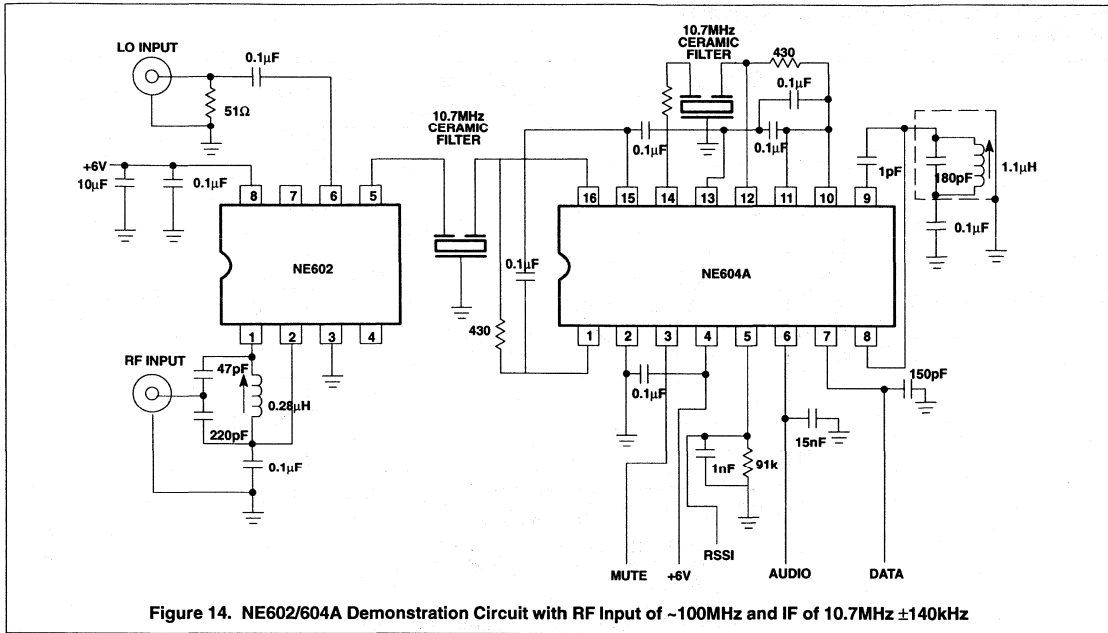 LO INPUT
0.1µF
51Ω
+6V
10µF
0.1µF
8
7
6
5
NE602
1
2
3
4
RF INPUT
47pF
0.28µH
220pF
0.1µF
10.7MHz
CERAMIC
FILTER
430
0.1µF
10.7MHz
CERAMIC
FILTER
430
0.1µF
0.1µF
0.1µF
16
15
14
13
12
11
10
9
NE604A
1
2
3
4
5
6
7
8
1pF
180pF
1.1µH
0.1µF
0.1µF
1nF
91k
15nF
150pF
MUTE
+6V
RSSI
AUDIO
DATA
Figure 14. NE602/604A Demonstration Circuit with RF Input of ~100MHz and IF of 10.7MHz ±140kHz